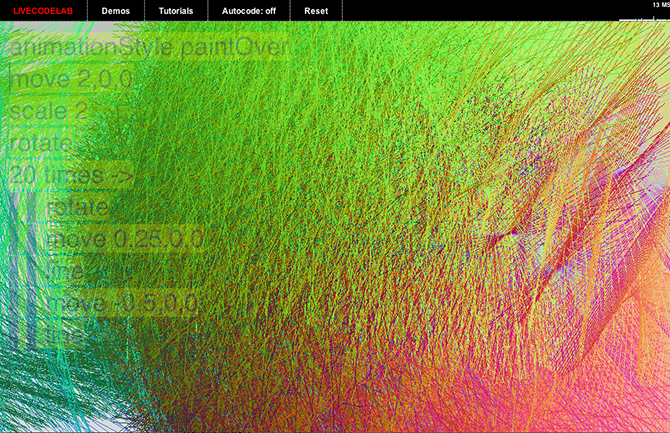 LIVECODELAB Demos Tutorials Autocode: off Reset 13 MS
animationStyle paintOver
move 2,0,0
scale 2
rotate
20 times ->
rotate
move 0.25,0,0
line
move -0.5,0,0
line